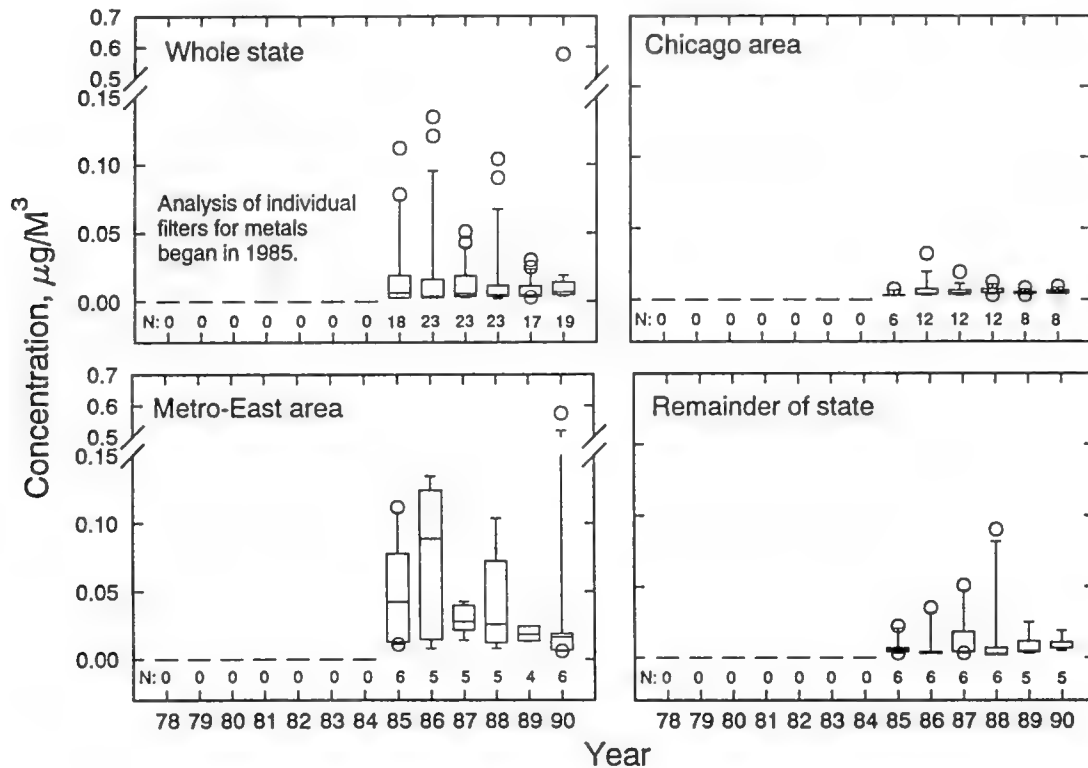 Concentration, µg/M³
0.7
0.6
0.5
0.15
0.10
0.05
0.00
Whole state
Analysis of individual
filters for metals
began in 1985.
N: 0 0 0 0 0 0 0 18 23 23 23 17 19
Chicago area
N: 0 0 0 0 0 0 0 6 12 12 12 8 8
0.7
0.6
0.5
0.15
0.10
0.05
0.00
Metro-East area
N: 0 0 0 0 0 0 0 6 5 5 5 4 6
78 79 80 81 82 83 84 85 86 87 88 89 90
Remainder of state
N: 0 0 0 0 0 0 0 6 6 6 6 5 5
78 79 80 81 82 83 84 85 86 87 88 89 90
Year